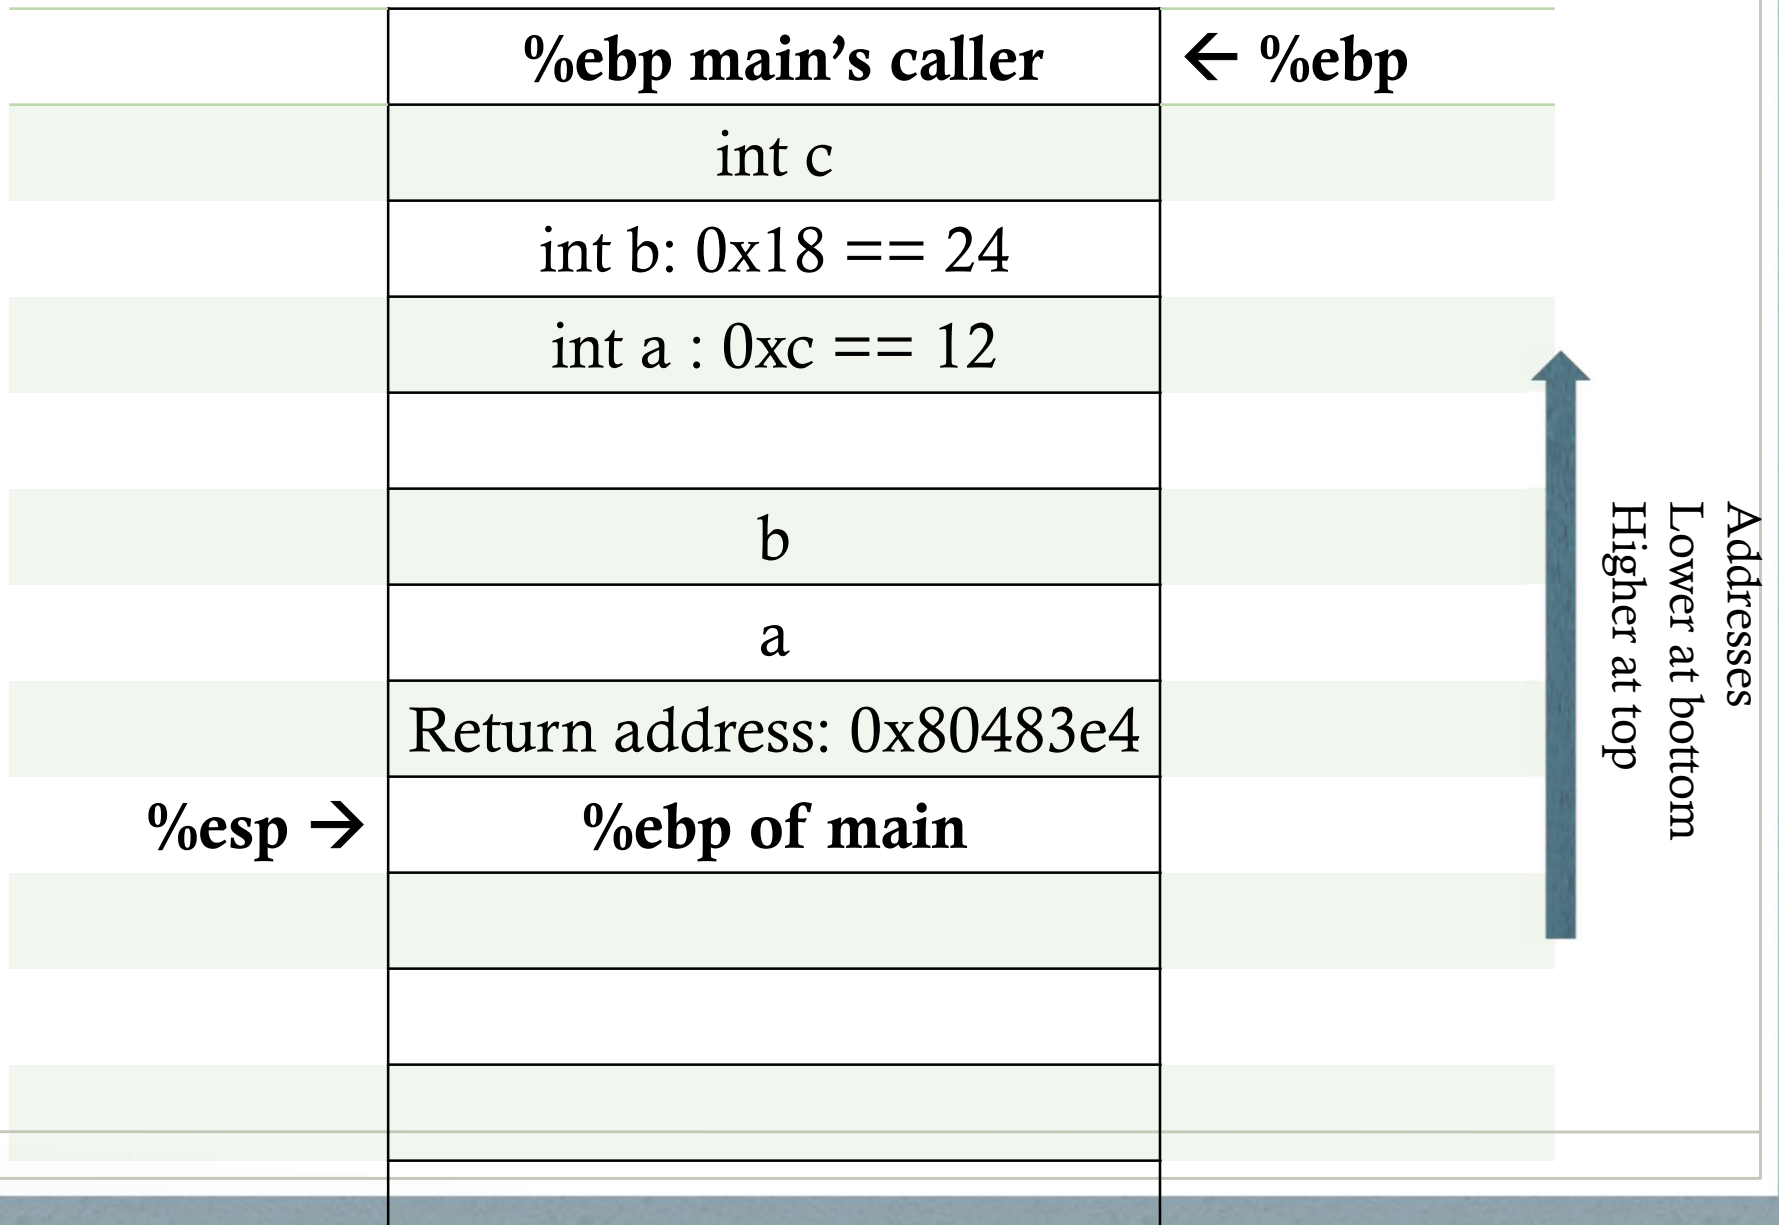 %ebp main’s caller
← %ebp
int c
int b: 0x18 == 24
int a : 0xc == 12
b
a
Return address: 0x80483e4
%esp →
%ebp of main
Addresses
Lower at bottom
Higher at top